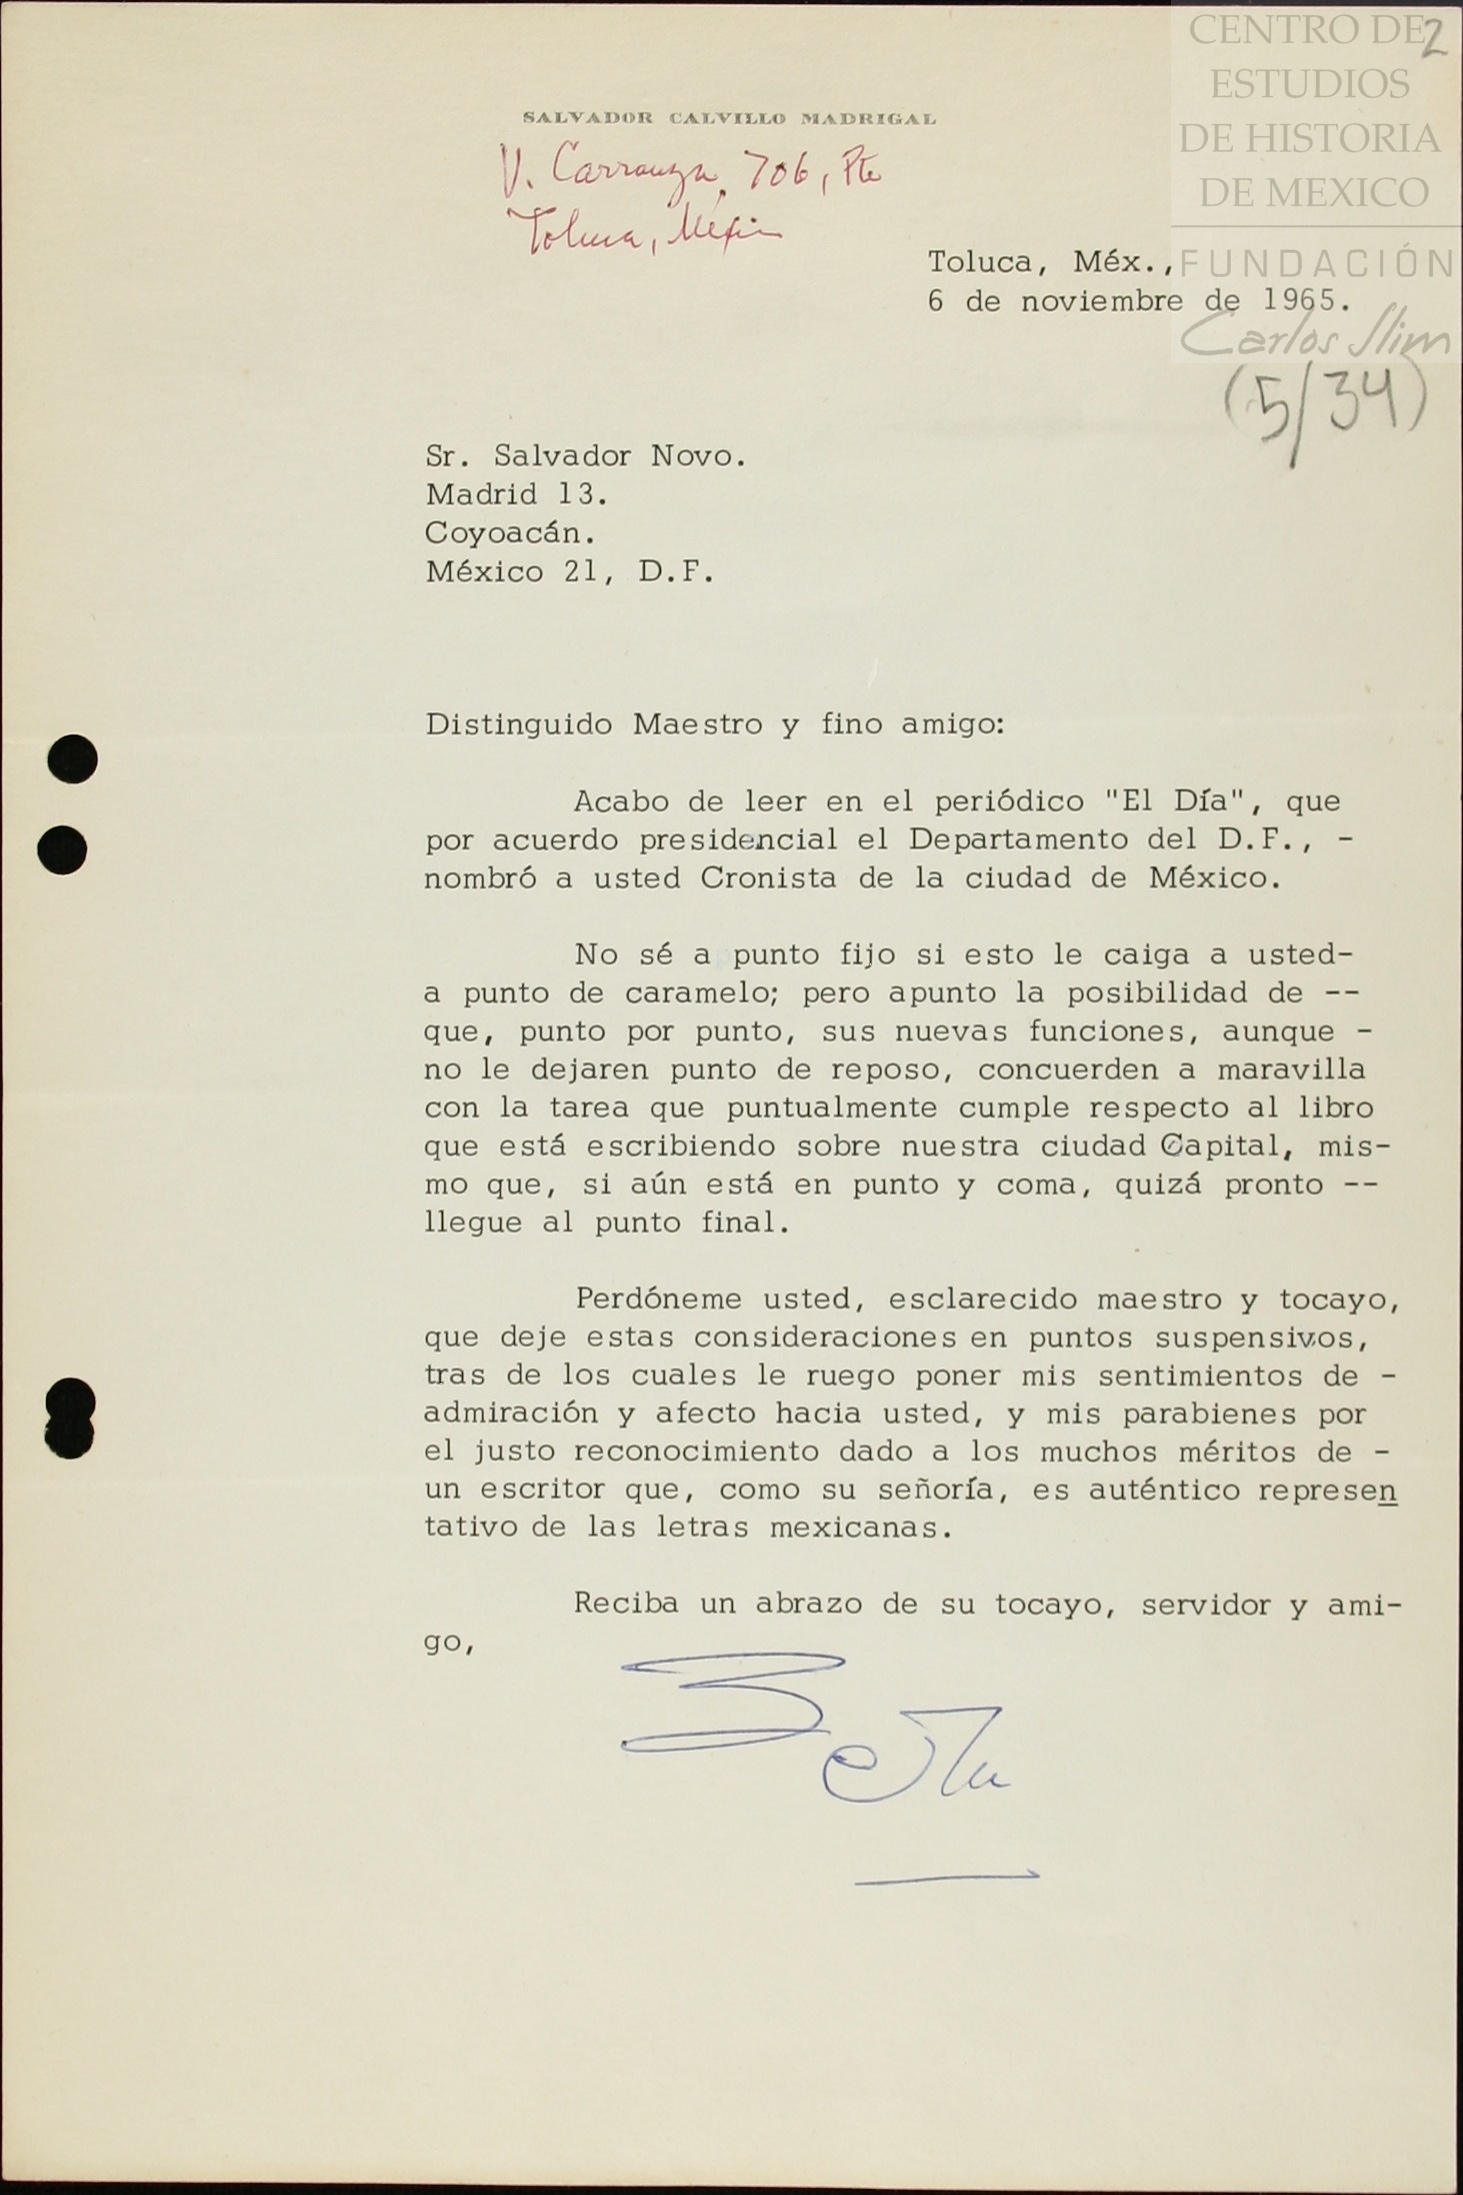 CENTRO DE
ESTUDIOS
DE HISTORIA
DE MEXICO
FUNDACIÓN
Carlos Slim
2
(5/34)
SALVADOR CALVILLO MADRIGAL
V. Carranza 706, Pte
Toluca, México
Toluca, Méx.,
6 de noviembre de 1965.
Sr. Salvador Novo.
Madrid 13.
Coyoacán.
México 21, D.F.
Distinguido Maestro y fino amigo:
Acabo de leer en el periódico "El Día", que
por acuerdo presidencial el Departamento del D.F., -
nombró a usted Cronista de la ciudad de México.
No sé a punto fijo si esto le caiga a usted-
a punto de caramelo; pero apunto la posibilidad de --
que, punto por punto, sus nuevas funciones, aunque -
no le dejaren punto de reposo, concuerden a maravilla
con la tarea que puntualmente cumple respecto al libro
que está escribiendo sobre nuestra ciudad Capital, mis-
mo que, si aún está en punto y coma, quizá pronto --
llegue al punto final.
Perdóneme usted, esclarecido maestro y tocayo,
que deje estas consideraciones en puntos suspensivos,
tras de los cuales le ruego poner mis sentimientos de -
admiración y afecto hacia usted, y mis parabienes por
el justo reconocimiento dado a los muchos méritos de -
un escritor que, como su señoría, es auténtico represen
tativo de las letras mexicanas.
Reciba un abrazo de su tocayo, servidor y ami-
go,